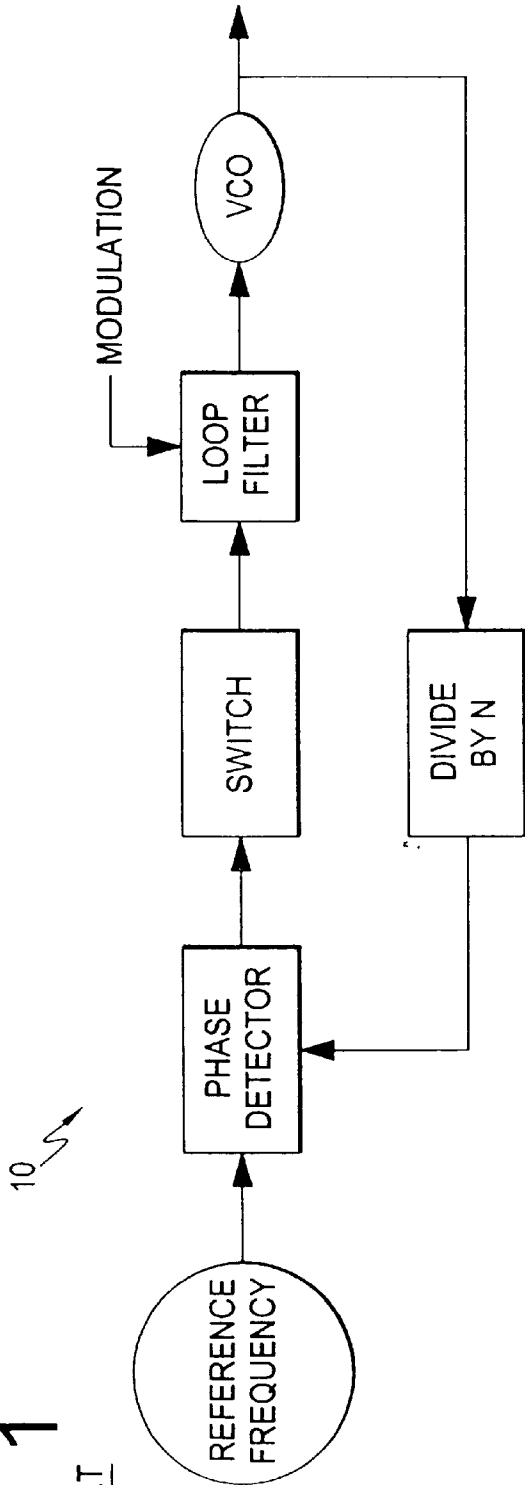 1
10
REFERENCE
FREQUENCY
PHASE
DETECTOR
SWITCH
LOOP
FILTER
MODULATION
VCO
DIVIDE
BY N